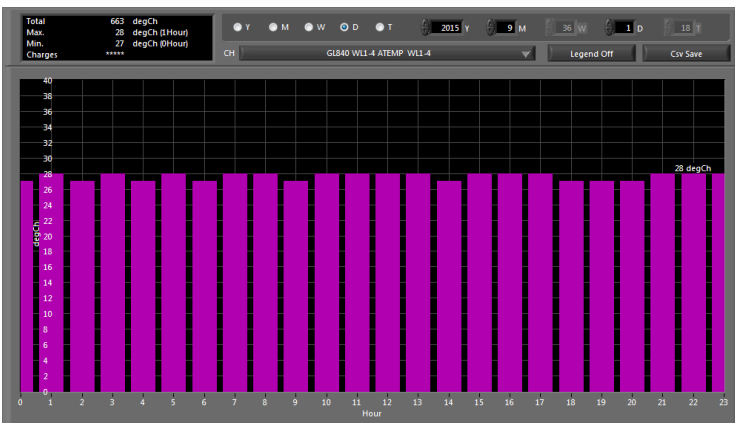 Total 663 degCh
Max. 28 degCh (1Hour)
Min. 27 degCh (0Hour)
Charges *****
Y M W D T 2015 Y 9 M 36 W 1 D 18 T
CH GL840 WL1-4 ATEMP WL1-4 Legend Off Csv Save
40
38
36
34
32
30
28
26
24
22
20
18
16
14
12
10
8
6
4
2
0
degCh
28 degCh
0 1 2 3 4 5 6 7 8 9 10 11 12 13 14 15 16 17 18 19 20 21 22 23
Hour